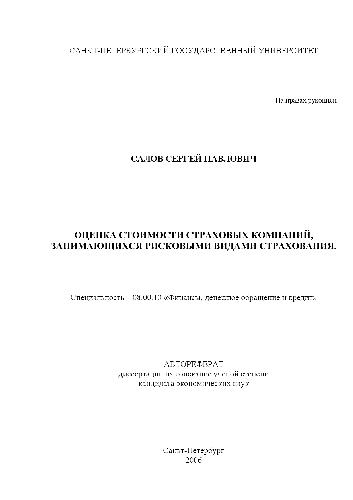 САНКТ-ПЕТЕРБУРГСКИЙ ГОСУДАРСТВЕННЫЙ УНИВЕРСИТЕТ
На правах рукописи
САЛОВ СЕРГЕЙ ПАВЛОВИЧ
ОЦЕНКА СТОИМОСТИ СТРАХОВЫХ КОМПАНИЙ,
ЗАНИМАЮЩИХСЯ РИСКОВЫМИ ВИДАМИ СТРАХОВАНИЯ.
Специальность – 08.00.10 «Финансы, денежное обращение и кредит»
АВТОРЕФЕРАТ
диссертации на соискание ученой степени
кандидата экономических наук
Санкт-Петербург
2006